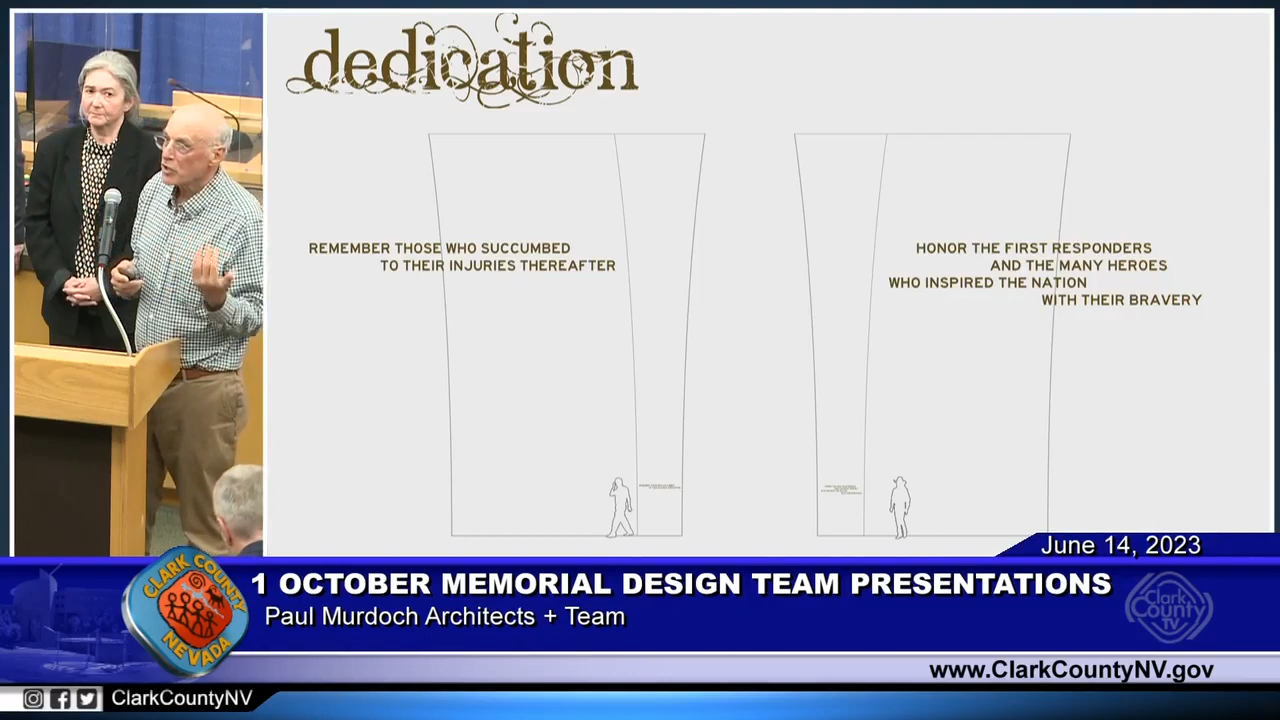 dedication
REMEMBER THOSE WHO SUCCUMBED
TO THEIR INJURIES THEREAFTER
HONOR THE FIRST RESPONDERS
AND THE MANY HEROES
WHO INSPIRED THE NATION
WITH THEIR BRAVERY
June 14, 2023
1 OCTOBER MEMORIAL DESIGN TEAM PRESENTATIONS
Paul Murdoch Architects + Team
CLARK COUNTY
NEVADA
Clark
County
TV
www.ClarkCountyNV.gov
ClarkCountyNV